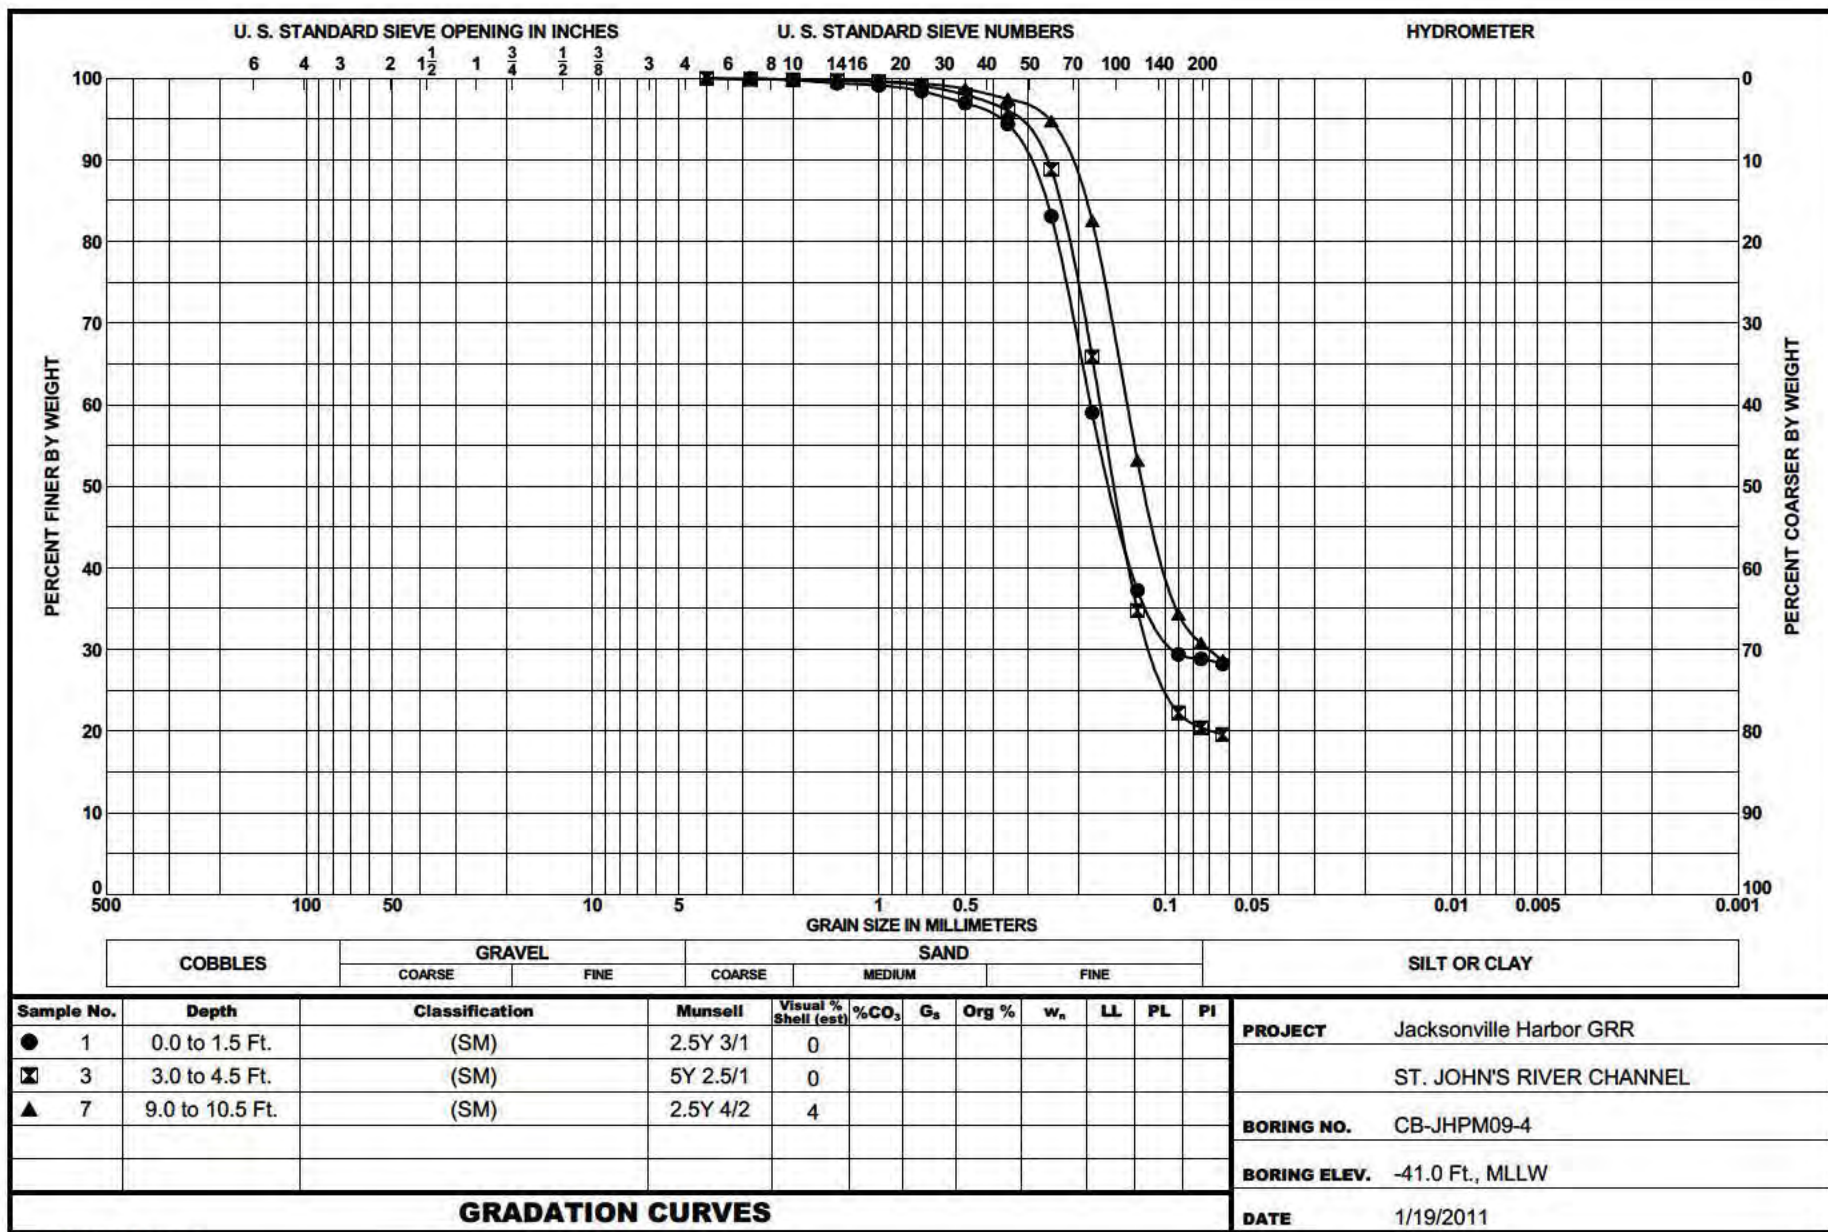 U. S. STANDARD SIEVE OPENING IN INCHES U. S. STANDARD SIEVE NUMBERS HYDROMETER
6 4 3 2 1 1/2 1 3/4 1/2 3/8 3 4 6 8 10 14 16 20 30 40 50 70 100 140 200
100 0
90 10
80 20
70 30
60 40
50 50
40 60
30 70
20 80
10 90
0 100
PERCENT FINER BY WEIGHT
PERCENT COARSER BY WEIGHT
500 100 50 10 5 1 0.5 0.1 0.05 0.01 0.005 0.001
GRAIN SIZE IN MILLIMETERS
COBBLES GRAVEL SAND SILT OR CLAY
COARSE FINE COARSE MEDIUM FINE
Sample No. Depth Classification Munsell Visual % Shell (est) %CO₃ Gₛ Org % wₙ LL PL PI
1 0.0 to 1.5 Ft. (SM) 2.5Y 3/1 0
3 3.0 to 4.5 Ft. (SM) 5Y 2.5/1 0
7 9.0 to 10.5 Ft. (SM) 2.5Y 4/2 4
GRADATION CURVES
PROJECT Jacksonville Harbor GRR
ST. JOHN'S RIVER CHANNEL
BORING NO. CB-JHPM09-4
BORING ELEV. -41.0 Ft., MLLW
DATE 1/19/2011